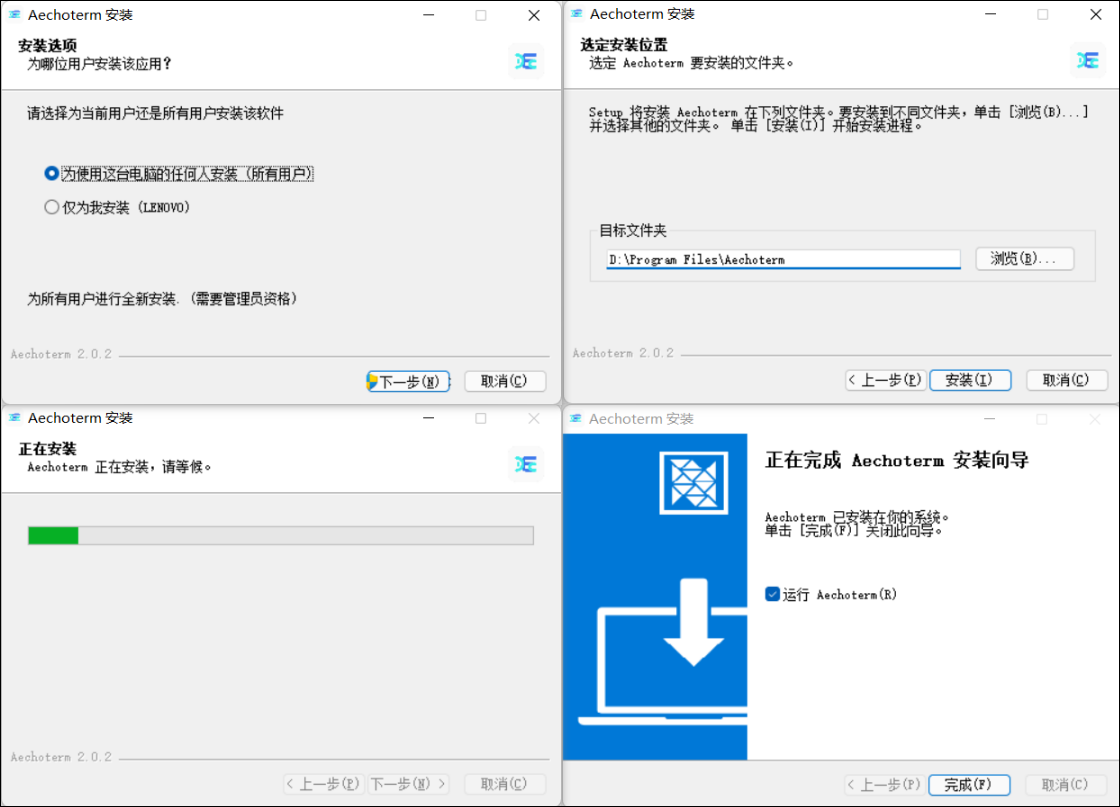 Aechoterm 安装
安装选项
为哪位用户安装该应用？
请选择为当前用户还是所有用户安装该软件
为使用这台电脑的任何人安装（所有用户）
仅为我安装（LENOVO）
为所有用户进行全新安装. （需要管理员资格）
Aechoterm 2.0.2
下一步(N)
取消(C)
Aechoterm 安装
选定安装位置
选定 Aechoterm 要安装的文件夹。
Setup 将安装 Aechoterm 在下列文件夹。要安装到不同文件夹，单击 [浏览(B)...]
并选择其他的文件夹。 单击 [安装(I)] 开始安装进程。
目标文件夹
D:\Program Files\Aechoterm
浏览(B)...
Aechoterm 2.0.2
< 上一步(P)
安装(I)
取消(C)
Aechoterm 安装
正在安装
Aechoterm 正在安装，请等候。
Aechoterm 2.0.2
< 上一步(P)
下一步(N) >
取消(C)
Aechoterm 安装
正在完成 Aechoterm 安装向导
Aechoterm 已安装在你的系统。
单击 [完成(F)] 关闭此向导。
运行 Aechoterm(R)
< 上一步(P)
完成(F)
取消(C)